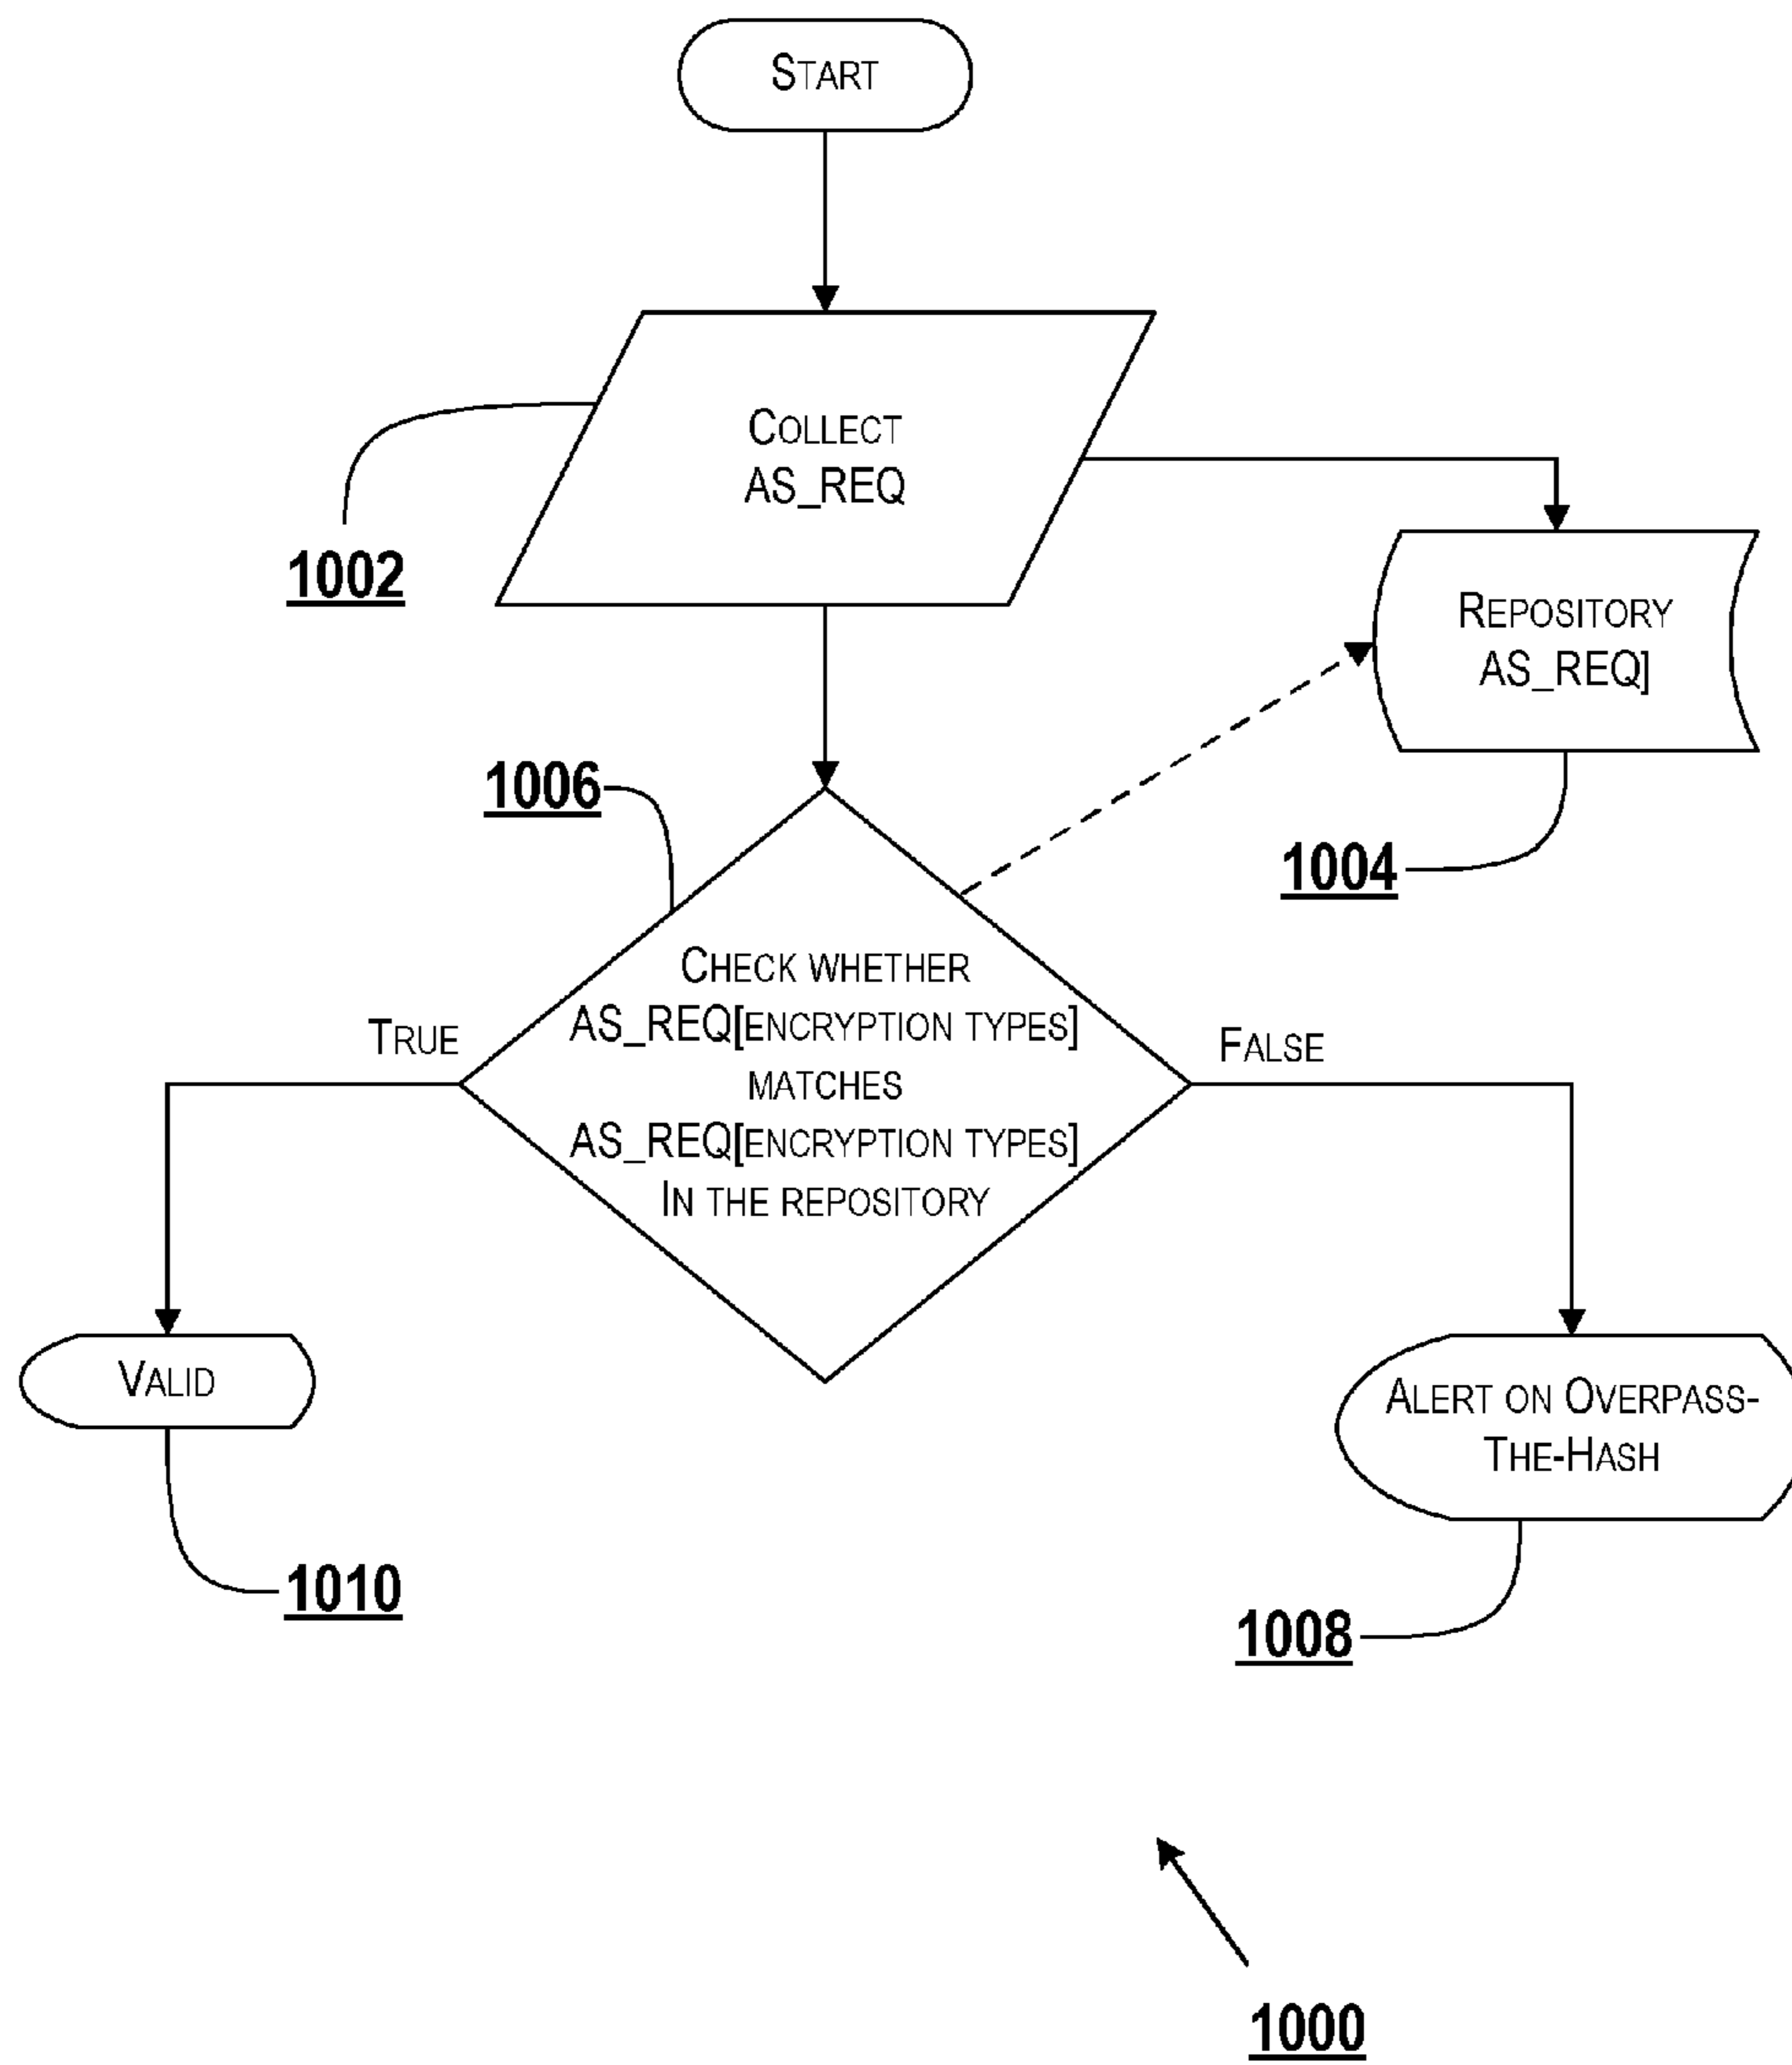 START
COLLECT
AS_REQ
1002
REPOSITORY
AS_REQ]
1004
1006
CHECK WHETHER
AS_REQ[ENCRYPTION TYPES]
MATCHES
AS_REQ[ENCRYPTION TYPES]
IN THE REPOSITORY
TRUE
FALSE
VALID
1010
ALERT ON OVERPASS-
THE-HASH
1008
1000